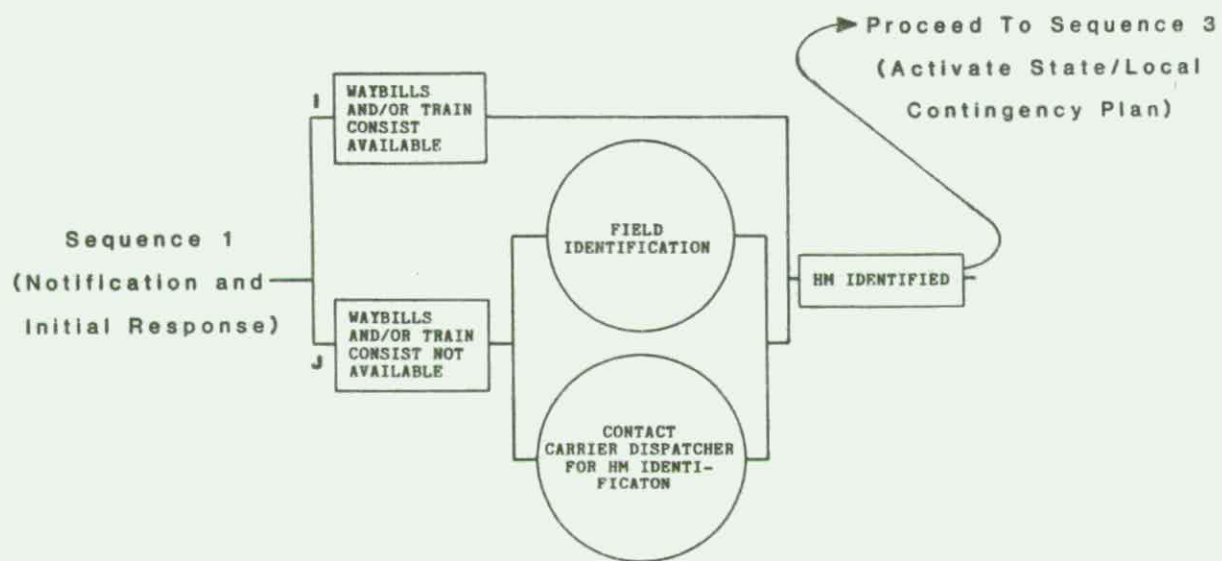 Proceed To Sequence 3
(Activate State/Local
Contingency Plan)
I
WAYBILLS
AND/OR TRAIN
CONSIST
AVAILABLE
Sequence 1
(Notification and
Initial Response)
J
WAYBILLS
AND/OR TRAIN
CONSIST NOT
AVAILABLE
FIELD
IDENTIFICATION
CONTACT
CARRIER DISPATCHER
FOR HM IDENTI-
FICATON
HM IDENTIFIED